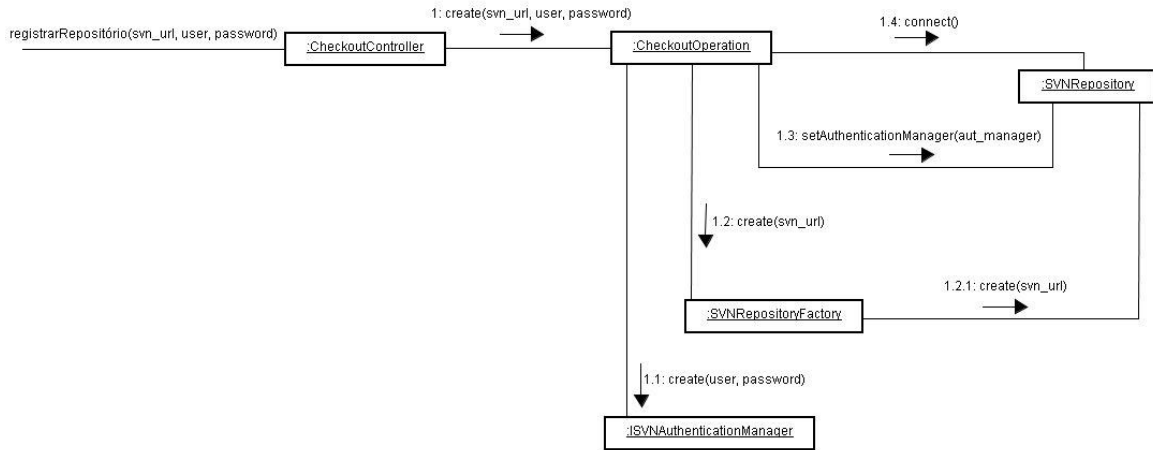 1: create(svn_url, user, password)
1.4: connect()
registrarRepositório(svn_url, user, password)
:CheckoutController
:CheckoutOperation
:SVNRepository
1.3: setAuthenticationManager(aut_manager)
1.2: create(svn_url)
1.2.1: create(svn_url)
:SVNRepositoryFactory
1.1: create(user, password)
:ISVNAuthenticationManager